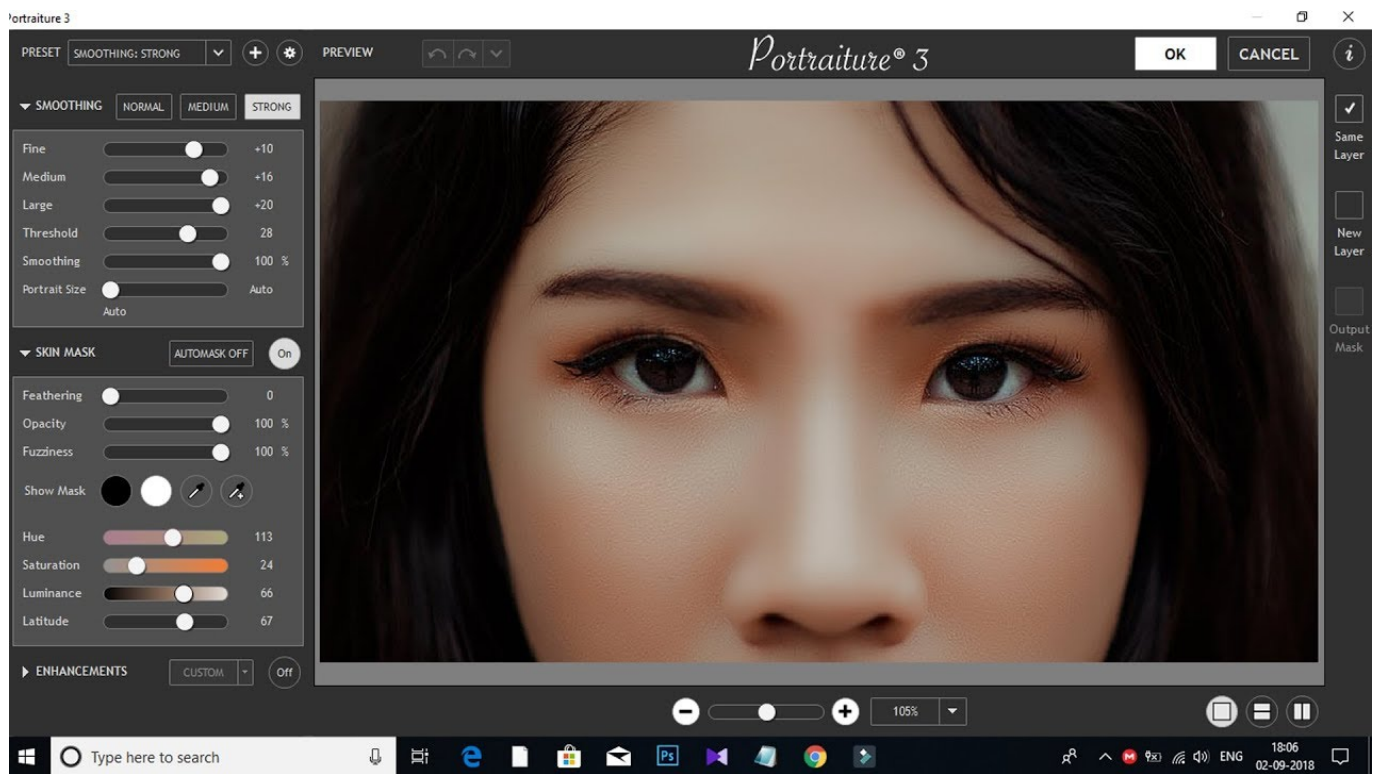 Portraiture 3
PRESET SMOOTHING: STRONG PREVIEW Portraiture® 3 OK CANCEL i
SMOOTHING NORMAL MEDIUM STRONG
Fine +10
Medium +16
Large +20
Threshold 28
Smoothing 100 %
Portrait Size Auto
Auto
Same
Layer
New
Layer
Output
Mask
SKIN MASK AUTOMASK OFF On
Feathering 0
Opacity 100 %
Fuzziness 100 %
Show Mask
Hue 113
Saturation 24
Luminance 66
Latitude 67
ENHANCEMENTS CUSTOM Off
105%
Type here to search Ps ENG 18:06
02-09-2018